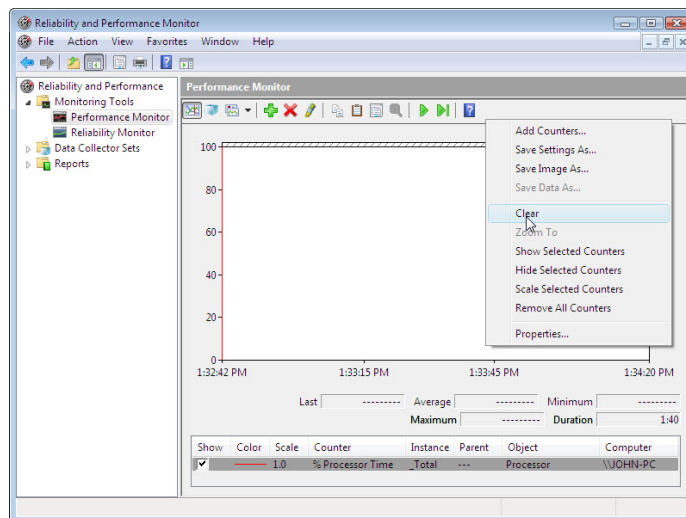 Reliability and Performance Monitor
File Action View Favorites Window Help
Reliability and Performance
Monitoring Tools
Performance Monitor
Reliability Monitor
Data Collector Sets
Reports
Performance Monitor
100
80
60
40
20
0
1:32:42 PM 1:33:15 PM 1:33:45 PM 1:34:20 PM
Add Counters...
Save Settings As...
Save Image As...
Save Data As...
Clear
Zoom To
Show Selected Counters
Hide Selected Counters
Scale Selected Counters
Remove All Counters
Properties...
Last --------- Average --------- Minimum ---------
Maximum --------- Duration 1:40
Show Color Scale Counter Instance Parent Object Computer
1.0 % Processor Time _Total --- Processor \\JOHN-PC